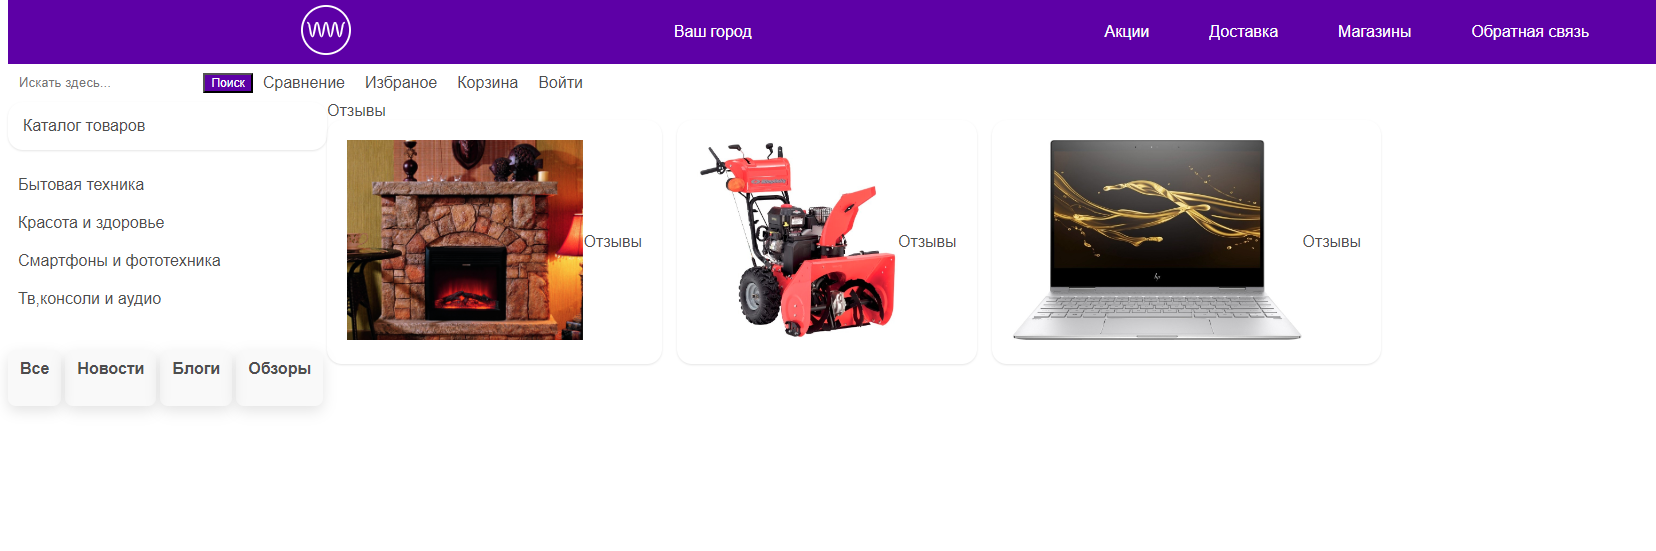 WW
Ваш город
Акции
Доставка
Магазины
Обратная связь
Искать здесь...
Поиск
Сравнение
Избраное
Корзина
Войти
Каталог товаров
Бытовая техника
Красота и здоровье
Смартфоны и фототехника
Тв,консоли и аудио
Все
Новости
Блоги
Обзоры
Отзывы
Отзывы
Отзывы
Отзывы
hp